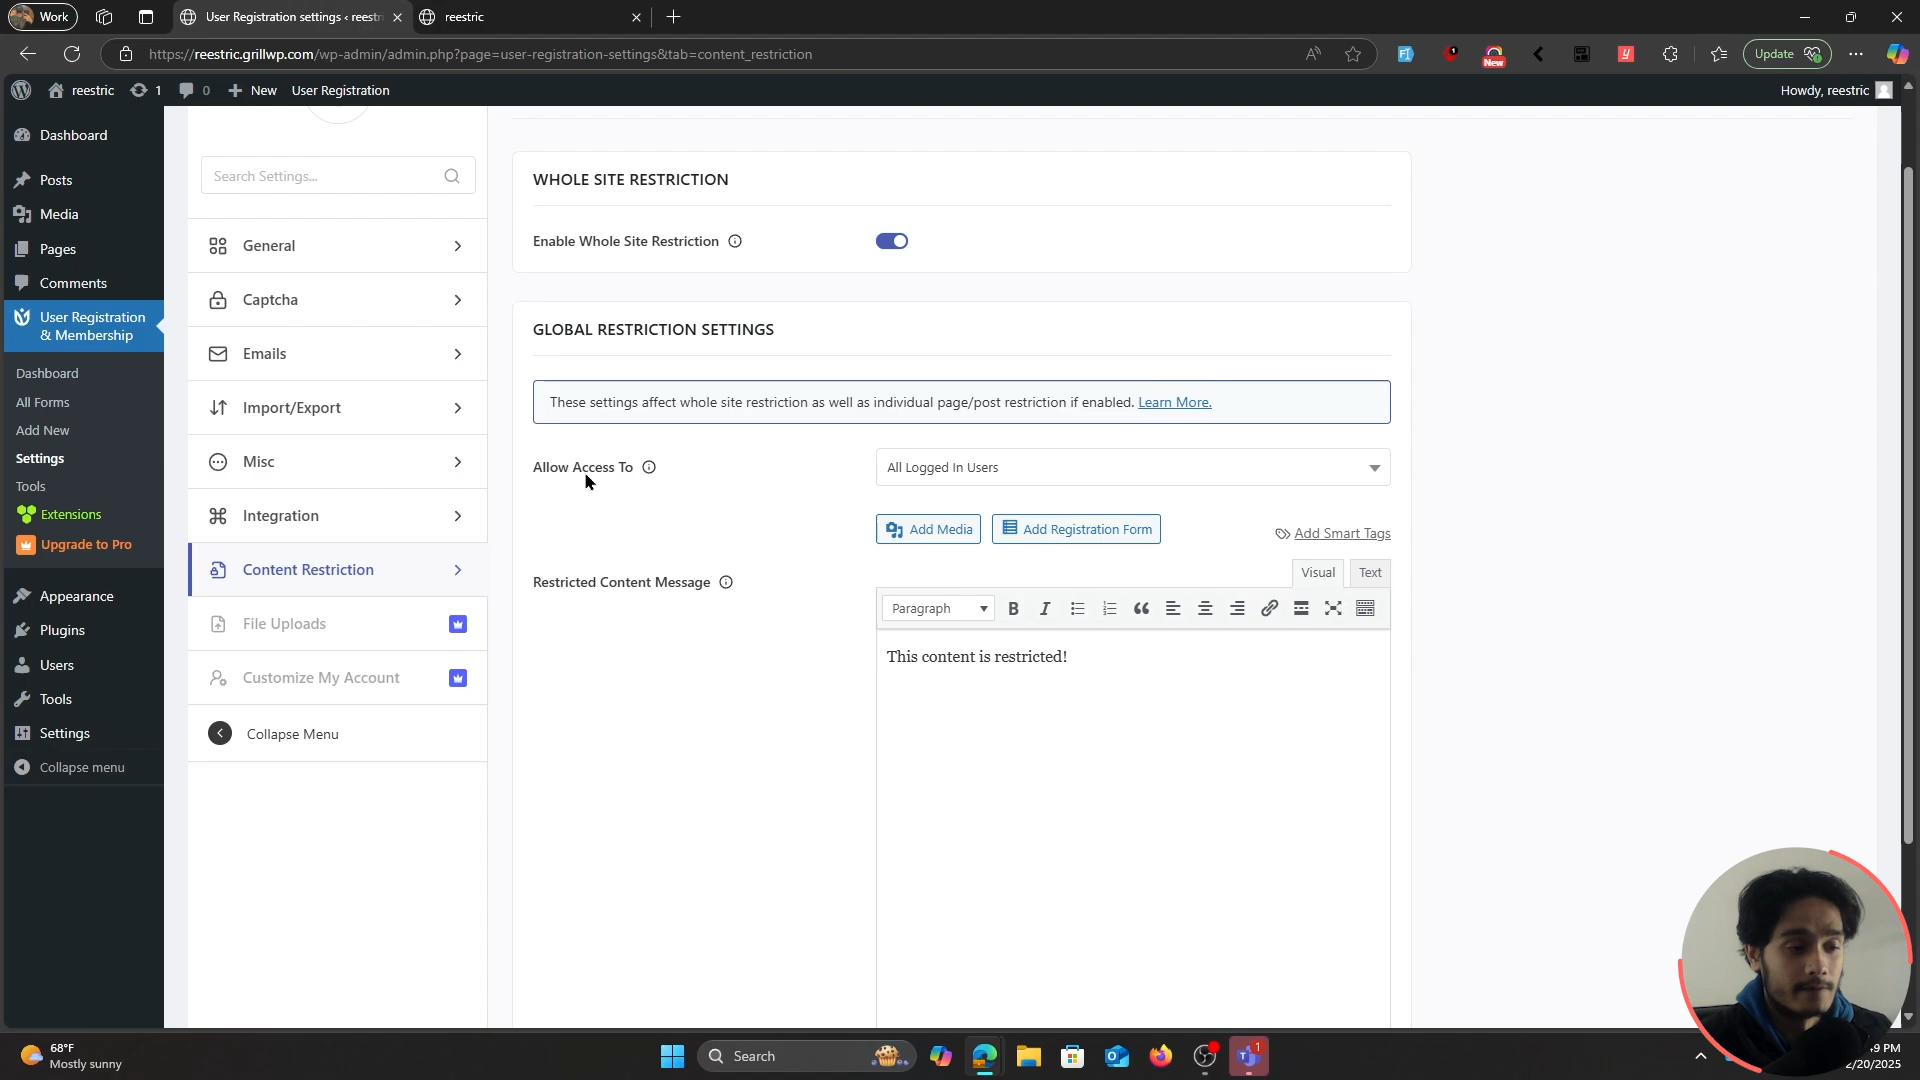 Work
User Registration settings ‹ reestri
reestric
https://reestric.grillwp.com/wp-admin/admin.php?page=user-registration-settings&tab=content_restriction
New
Update
reestric
1
0
New
User Registration
Howdy, reestric
Dashboard
Posts
Media
Pages
Comments
User Registration
& Membership
Dashboard
All Forms
Add New
Settings
Tools
Extensions
Upgrade to Pro
Appearance
Plugins
Users
Tools
Settings
Collapse menu
Search Settings...
General
Captcha
Emails
Import/Export
Misc
Integration
Content Restriction
File Uploads
Customize My Account
Collapse Menu
WHOLE SITE RESTRICTION
Enable Whole Site Restriction
GLOBAL RESTRICTION SETTINGS
These settings affect whole site restriction as well as individual page/post restriction if enabled. Learn More.
Allow Access To
All Logged In Users
Add Media
Add Registration Form
Add Smart Tags
Restricted Content Message
Visual
Text
Paragraph
This content is restricted!
68°F
Mostly sunny
Search
1